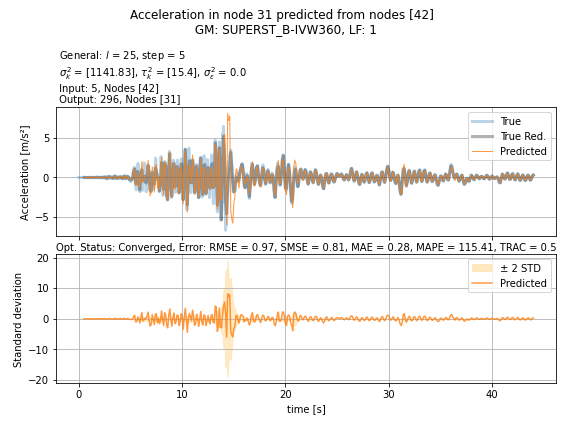 Acceleration in node 31 predicted from nodes [42]
GM: SUPERST_B-IVW360, LF: 1
General: l = 25, step = 5
σ²ₖ = [1141.83], τ²ₖ = [15.4], σ²ε = 0.0
Input: 5, Nodes [42]
Output: 296, Nodes [31]
True
True Red.
Predicted
5
0
−5
Acceleration [m/s²]
Opt. Status: Converged, Error: RMSE = 0.97, SMSE = 0.81, MAE = 0.28, MAPE = 115.41, TRAC = 0.5
± 2 STD
Predicted
20
10
0
−10
−20
Standard deviation
0 10 20 30 40
time [s]